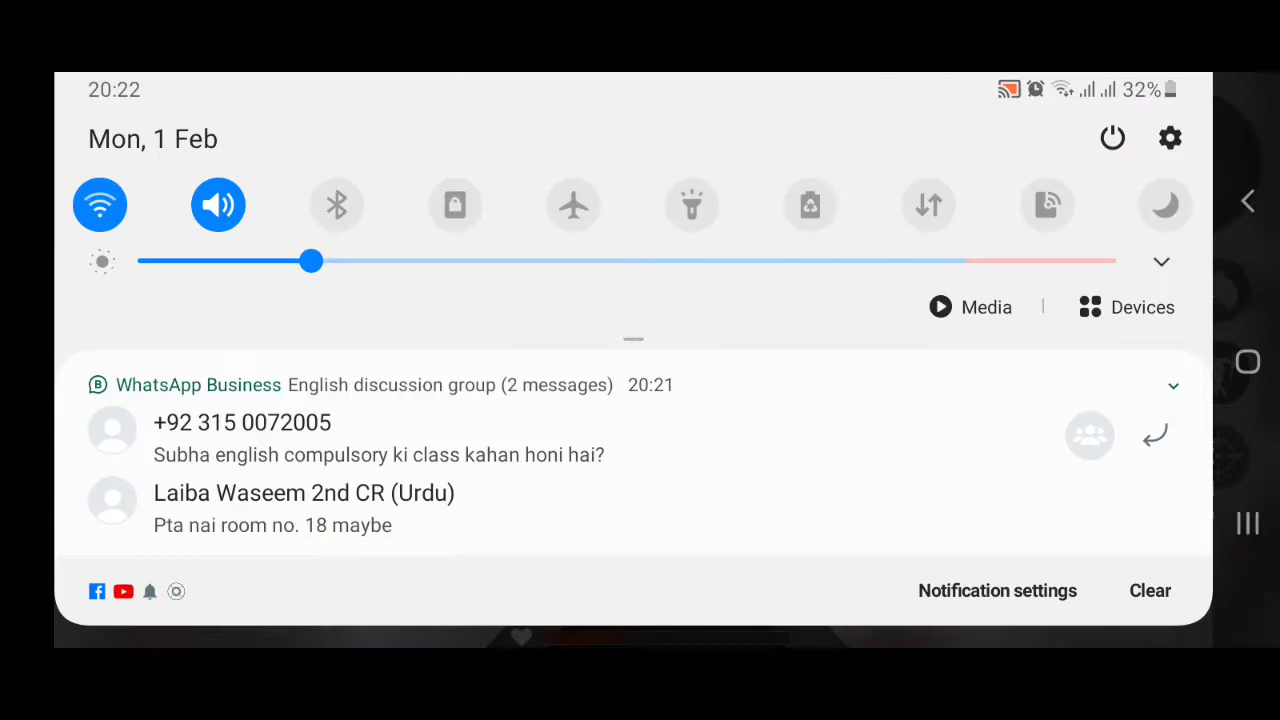 20:22
32%
Mon, 1 Feb
Media
Devices
WhatsApp Business English discussion group (2 messages) 20:21
+92 315 0072005
Subha english compulsory ki class kahan honi hai?
Laiba Waseem 2nd CR (Urdu)
Pta nai room no. 18 maybe
Notification settings
Clear